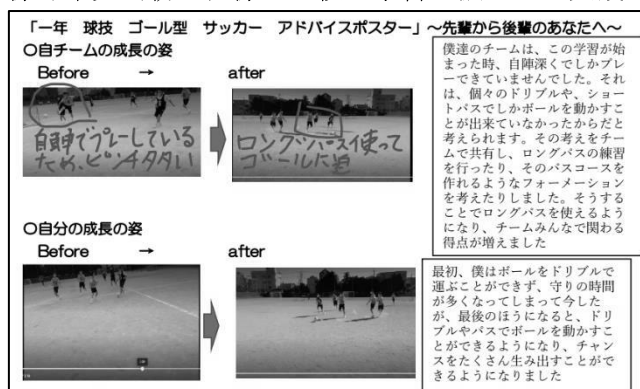 「一年 球技 ゴール型 サッカー アドバイスポスター」～先輩から後輩のあなたへ～
〇自チームの成長の姿
Before → after
自陣でプレーしている
ため、ピンチ多い
ロングパス使って
ゴールに
僕達のチームは、この学習が始
まった時、自陣深くでしかプレ
ーできていませんでした。それ
は、個々のドリブルや、ショー
トパスでしかボールを動かすこ
とが出来ていなかったからだと
考えられます。その考えをチー
ムで共有し、ロングパスの練習
を行ったり、そのパスコースを
作れるようなフォーメーション
を考えたりしました。そうする
ことでロングパスを使えるよう
になり、チームみんなで関わる
得点が増えました
〇自分の成長の姿
Before → after
最初、僕はボールをドリブルで
運ぶことができず、守りの時間
が多くなってしまって今した
が、最後のほうになると、ドリ
ブルやパスでボールを動かすこ
とができるようになり、チャン
スをたくさん生み出すことがで
きるようになりました